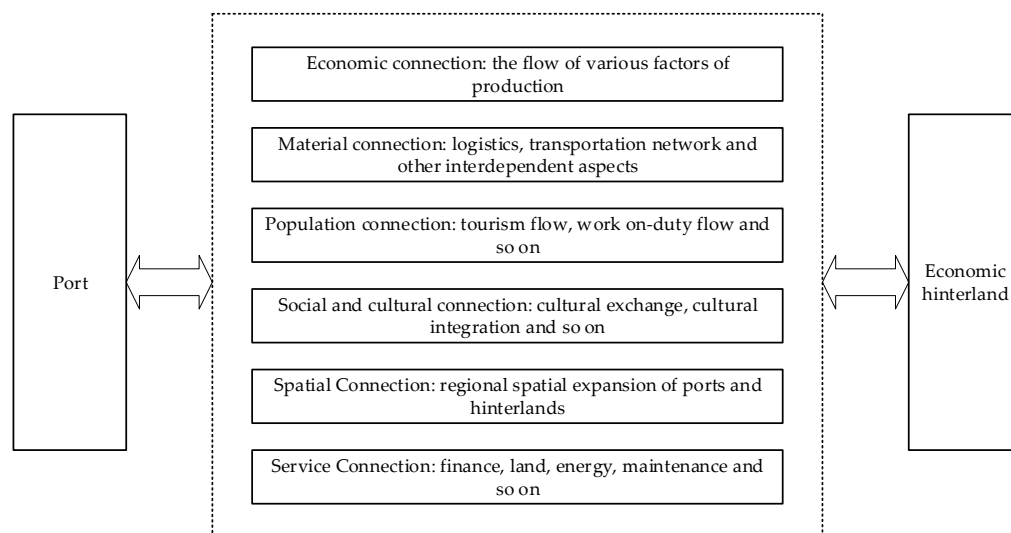 Economic connection: the flow of various factors of
production
Material connection: logistics, transportation network and
other interdependent aspects
Population connection: tourism flow, work on-duty flow and
so on
Port
Economic
hinterland
Social and cultural connection: cultural exchange, cultural
integration and so on
Spatial Connection: regional spatial expansion of ports and
hinterlands
Service Connection: finance, land, energy, maintenance and
so on